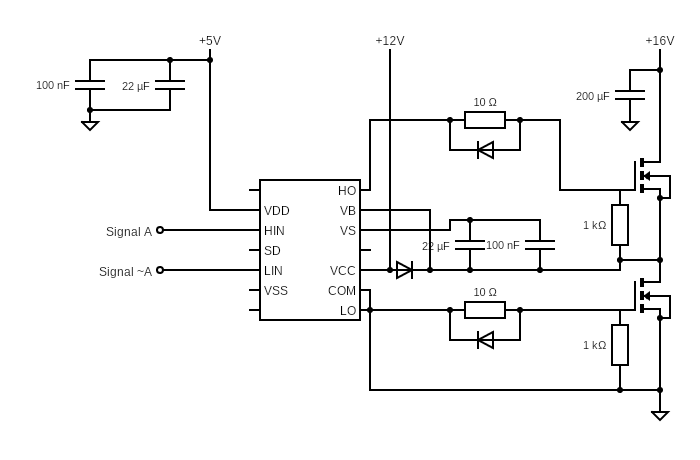 +5V
+12V
+16V
100 nF
22 µF
200 µF
10 Ω
HO
VDD
VB
Signal A
HIN
VS
1 kΩ
22 µF
100 nF
SD
Signal ~A
LIN
VCC
VSS
COM
10 Ω
LO
1 kΩ